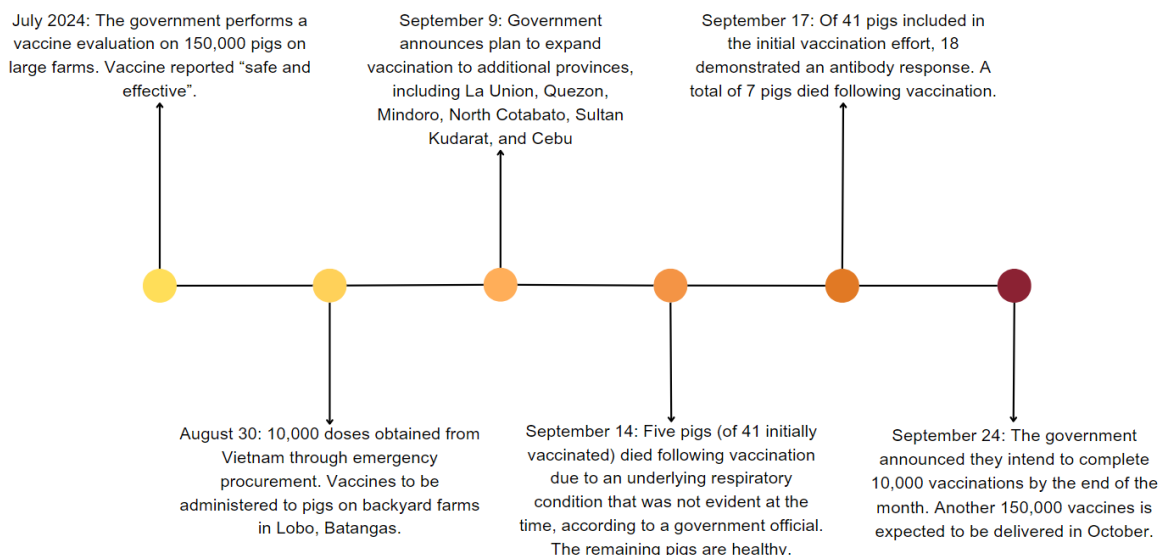 July 2024: The government performs a
vaccine evaluation on 150,000 pigs on
large farms. Vaccine reported “safe and
effective”.
September 9: Government
announces plan to expand
vaccination to additional provinces,
including La Union, Quezon,
Mindoro, North Cotabato, Sultan
Kudarat, and Cebu
September 17: Of 41 pigs included in
the initial vaccination effort, 18
demonstrated an antibody response. A
total of 7 pigs died following vaccination.
August 30: 10,000 doses obtained from
Vietnam through emergency
procurement. Vaccines to be
administered to pigs on backyard farms
in Lobo, Batangas.
September 14: Five pigs (of 41 initially
vaccinated) died following vaccination
due to an underlying respiratory
condition that was not evident at the
time, according to a government official.
The remaining pigs are healthy.
September 24: The government
announced they intend to complete
10,000 vaccinations by the end of the
month. Another 150,000 vaccines is
expected to be delivered in October.